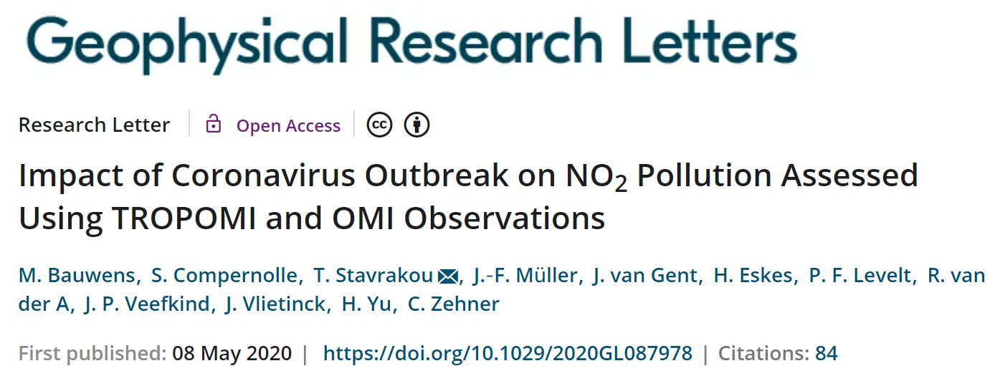 Geophysical Research Letters
Research Letter | Open Access | cc
Impact of Coronavirus Outbreak on NO₂ Pollution Assessed
Using TROPOMI and OMI Observations
M. Bauwens, S. Compernolle, T. Stavrakou, J.-F. Müller, J. van Gent, H. Eskes, P. F. Levelt, R. van
der A, J. P. Veefkind, J. Vlietinck, H. Yu, C. Zehner
First published: 08 May 2020 | https://doi.org/10.1029/2020GL087978 | Citations: 84